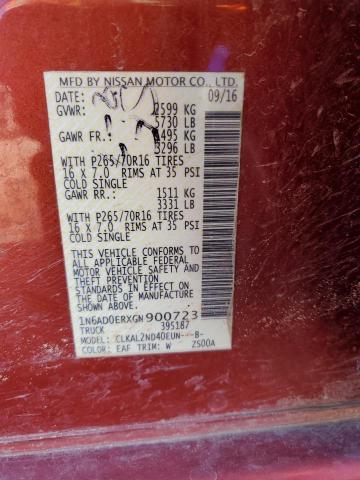 MFD BY NISSAN MOTOR CO., LTD.
DATE: 09/16
GVWR: 2599 KG
5730 LB
GAWR FR.: 1495 KG
3296 LB
WITH P265/70R16 TIRES
16 X 7.0 RIMS AT 35 PSI
COLD SINGLE
GAWR RR.: 1511 KG
3331 LB
WITH P265/70R16 TIRES
16 X 7.0 RIMS AT 35 PSI
COLD SINGLE
THIS VEHICLE CONFORMS TO
ALL APPLICABLE FEDERAL
MOTOR VEHICLE SAFETY
AND THEFT PREVENTION
STANDARDS IN EFFECT ON
THE DATE OF MANUFACTURE
SHOWN ABOVE.
1N6AD0ERXGN900723
TRUCK 395187
MODEL: CLKALZND40EUN---B-
COLOR: EAF TRIM: W ZS00A